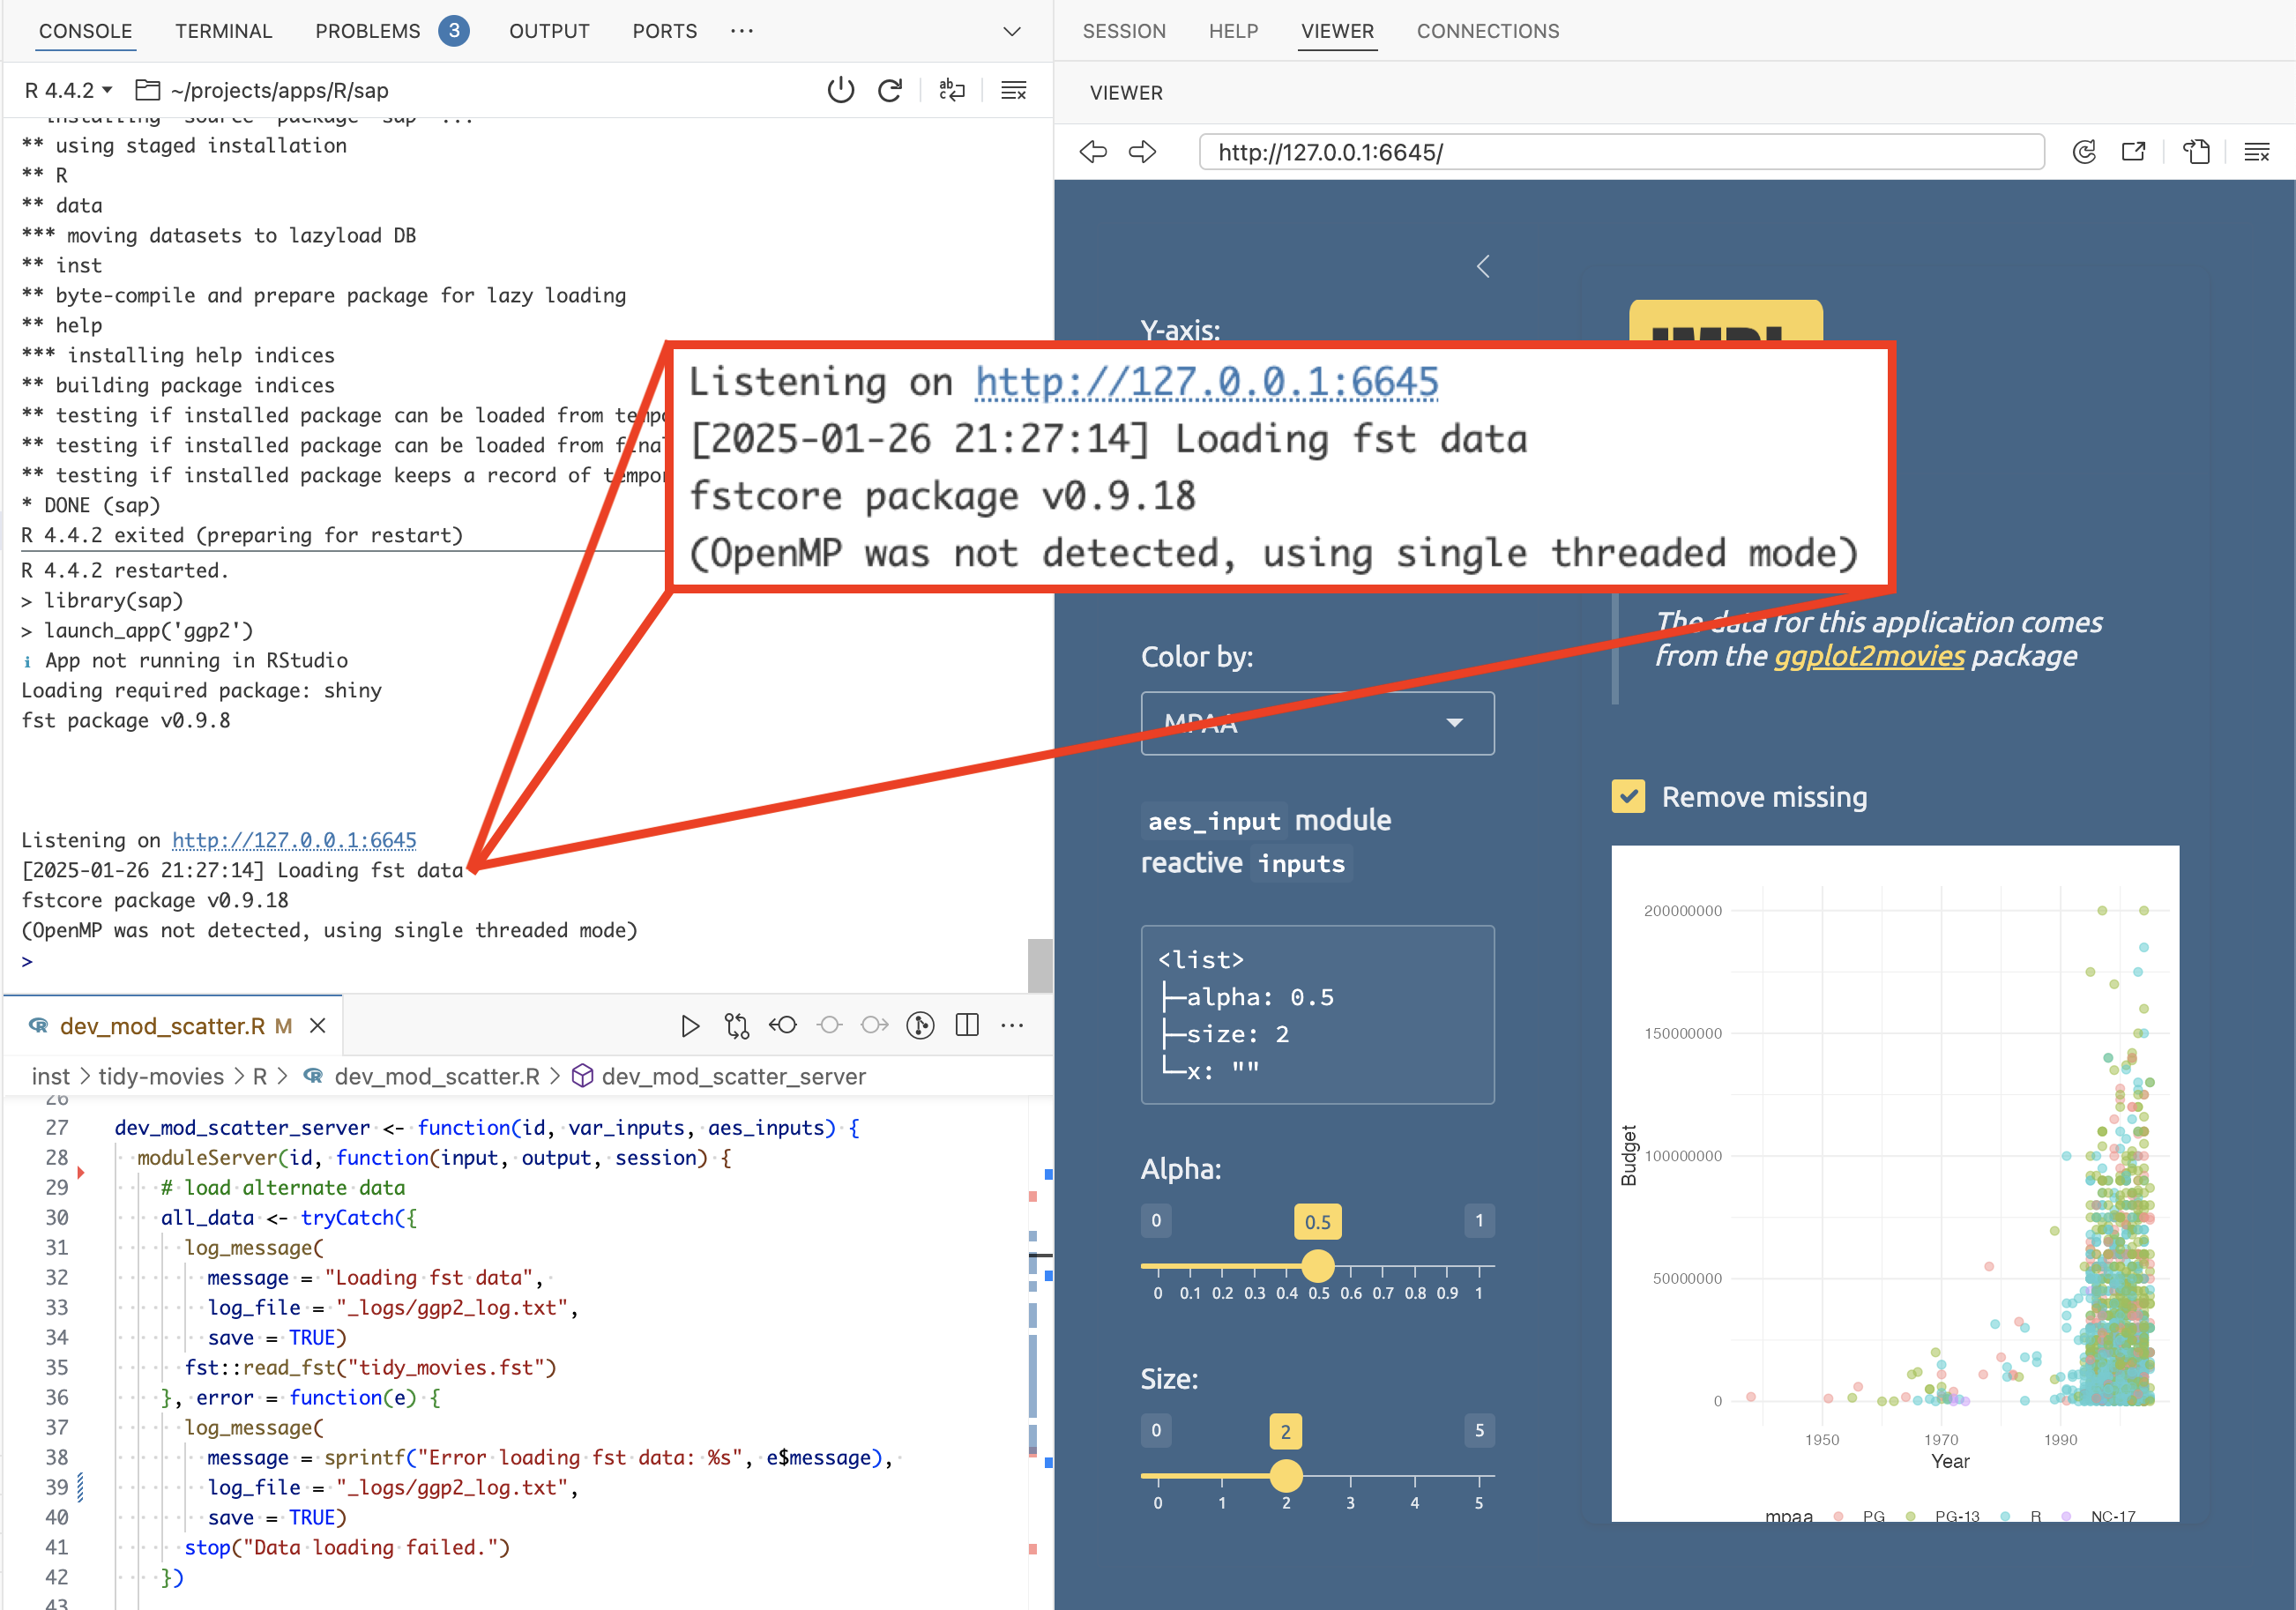 CONSOLE TERMINAL PROBLEMS 3 OUTPUT PORTS ...
R 4.4.2 ~/projects/apps/R/sap
installing *source* package 'sap' ...
** using staged installation
** R
** data
*** moving datasets to lazyload DB
** inst
** byte-compile and prepare package for lazy loading
** help
*** installing help indices
** building package indices
** testing if installed package can be loaded from
** testing if installed package can be loaded from
** testing if installed package keeps a record of
* DONE (sap)
R 4.4.2 exited (preparing for restart)
R 4.4.2 restarted.
> library(sap)
> launch_app('ggp2')
i App not running in RStudio
Loading required package: shiny
fst package v0.9.8
Listening on http://127.0.0.1:6645
[2025-01-26 21:27:14] Loading fst data
fstcore package v0.9.18
(OpenMP was not detected, using single threaded mode)
>
Listening on http://127.0.0.1:6645
[2025-01-26 21:27:14] Loading fst data
fstcore package v0.9.18
(OpenMP was not detected, using single threaded mode)
dev_mod_scatter.R M
inst > tidy-movies > R > dev_mod_scatter.R > dev_mod_scatter_server
26
27 dev_mod_scatter_server <- function(id, var_inputs, aes_inputs) {
28 moduleServer(id, function(input, output, session) {
29 # load alternate data
30 all_data <- tryCatch({
31 log_message(
32 message = "Loading fst data",
33 log_file = "_logs/ggp2_log.txt",
34 save = TRUE)
35 fst::read_fst("tidy_movies.fst")
36 }, error = function(e) {
37 log_message(
38 message = sprintf("Error loading fst data: %s", e$message),
39 log_file = "_logs/ggp2_log.txt",
40 save = TRUE)
41 stop("Data loading failed.")
42 })
43
SESSION HELP VIEWER CONNECTIONS
VIEWER
http://127.0.0.1:6645/
Y-axis:
Color by:
MPAA
aes_input module
reactive inputs
<list>
├─alpha: 0.5
├─size: 2
└─x: ""
Alpha:
0 0.5 1
0 0.1 0.2 0.3 0.4 0.5 0.6 0.7 0.8 0.9 1
Size:
0 2 5
0 1 2 3 4 5
The data for this application comes
from the ggplot2movies package
Remove missing
200000000
150000000
100000000
50000000
0
Budget
1950 1970 1990
Year
mpaa PG PG-13 R NC-17